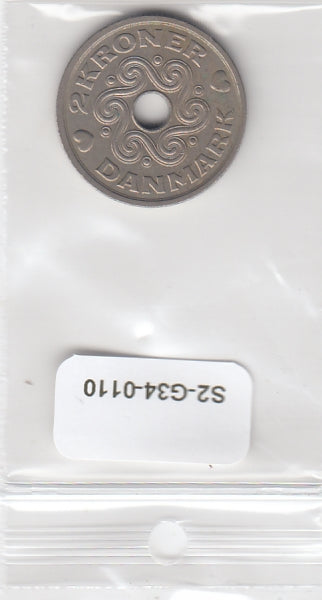 2 KRONER
DANMARK
S2-G34-0110